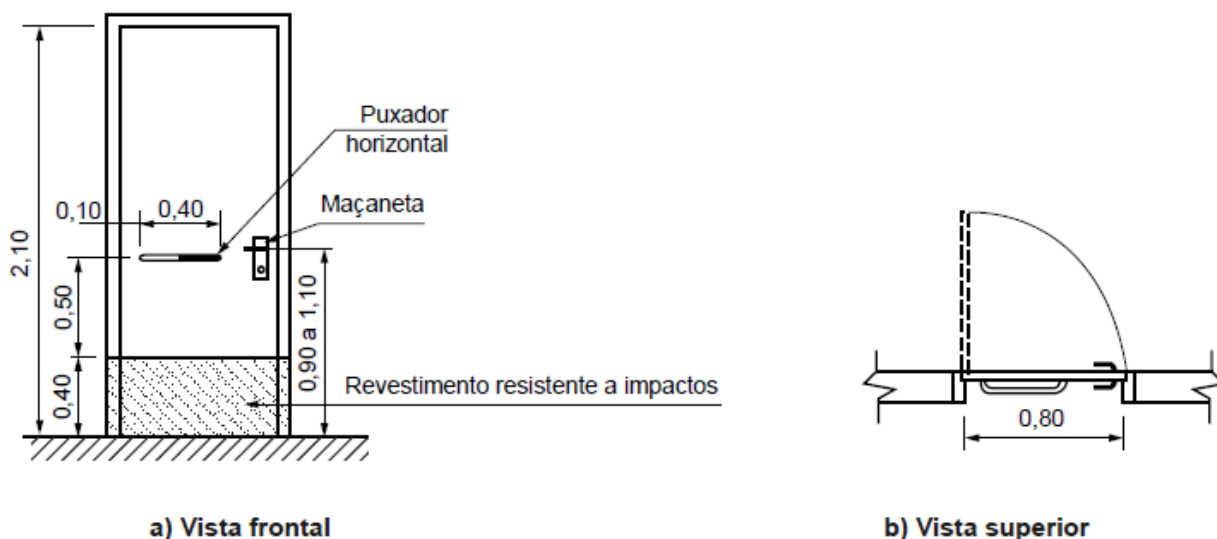 Puxador
horizontal
0,10
0,40
Maçaneta
2,10
0,50
0,90 a 1,10
0,40
Revestimento resistente a impactos
0,80
a) Vista frontal
b) Vista superior